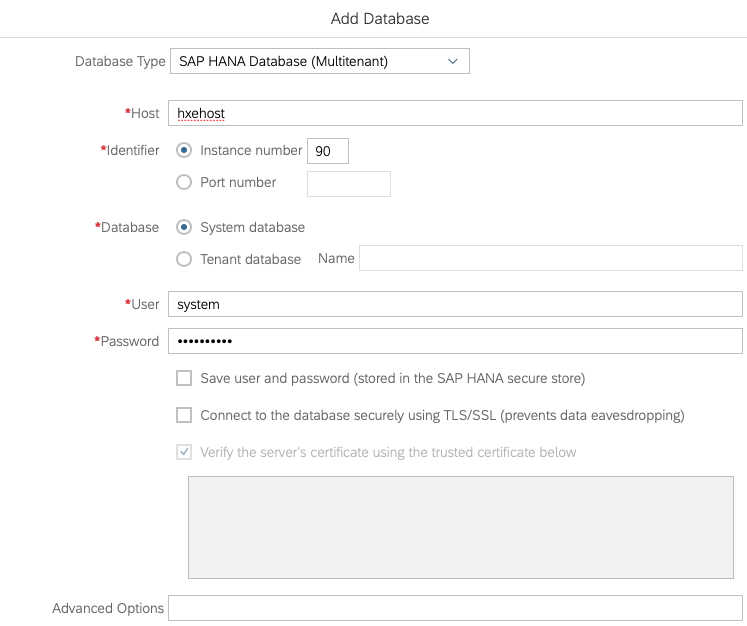 Add Database
Database Type SAP HANA Database (Multitenant)
*Host hxehost
*Identifier Instance number 90
Port number
*Database System database
Tenant database Name
*User system
*Password ••••••••••
Save user and password (stored in the SAP HANA secure store)
Connect to the database securely using TLS/SSL (prevents data eavesdropping)
Verify the server's certificate using the trusted certificate below
Advanced Options